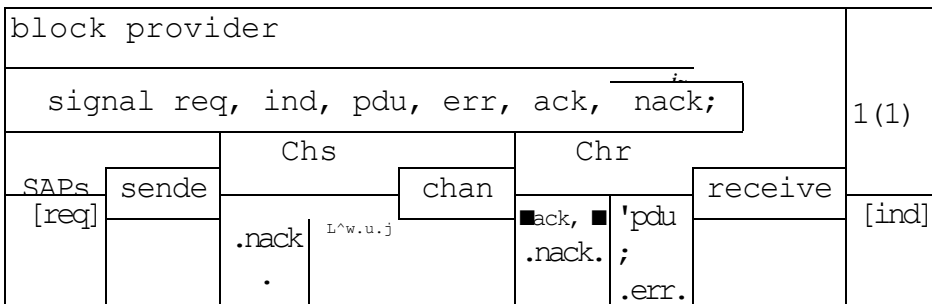 block provider
signal req, ind, pdu, err, ack, nack;
1(1)
Chs
Chr
SAPs
sende
chan
receive
[req]
[ind]
.nack
.
L^w.u.j
■ack, ■
.nack.
'pdu
;
.err.